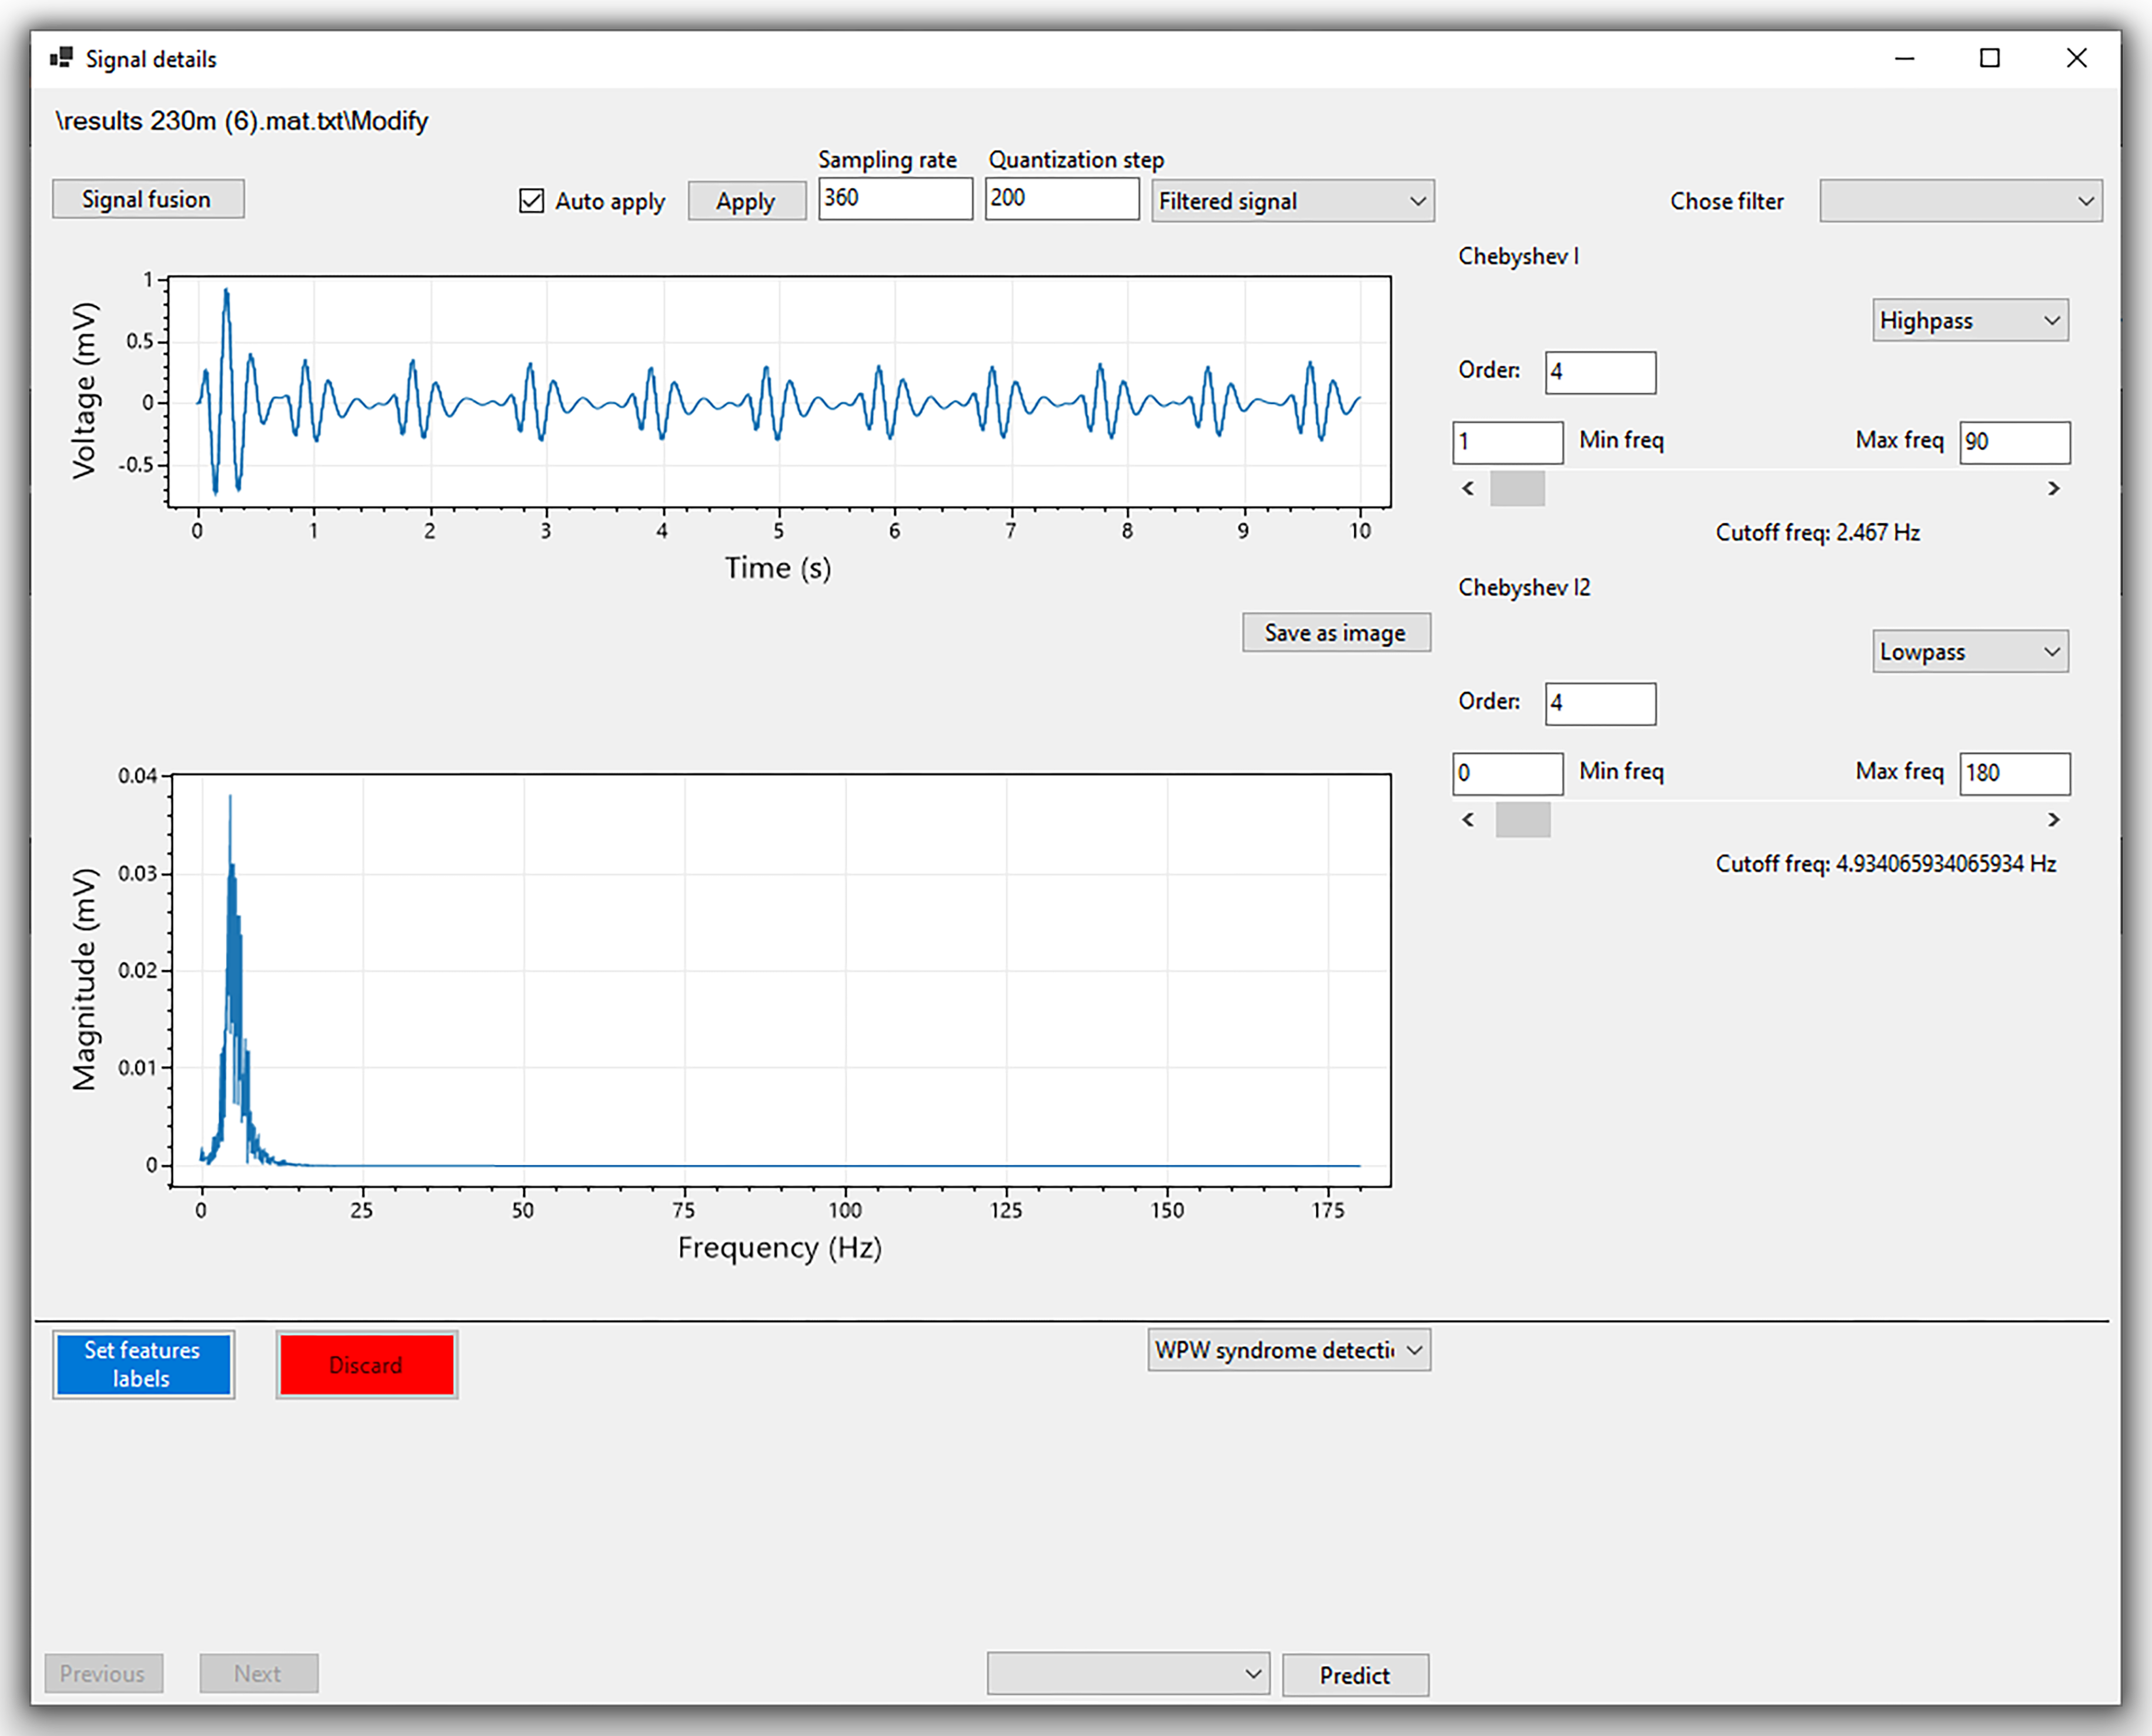 Signal details
\results 230m (6).mat.txt\Modify
Sampling rate Quantization step
Signal fusion Auto apply Apply 360 200 Filtered signal Chose filter
Chebyshev I
Highpass
Order: 4
1 Min freq Max freq 90
Cutoff freq: 2.467 Hz
Voltage (mV)
1
0.5
0
-0.5
0 1 2 3 4 5 6 7 8 9 10
Time (s)
Chebyshev I2
Save as image
Lowpass
Order: 4
0 Min freq Max freq 180
Cutoff freq: 4.934065934065934 Hz
Magnitude (mV)
0.04
0.03
0.02
0.01
0
0 25 50 75 100 125 150 175
Frequency (Hz)
Set features
labels
Discard
WPW syndrome detecti
Previous Next Predict